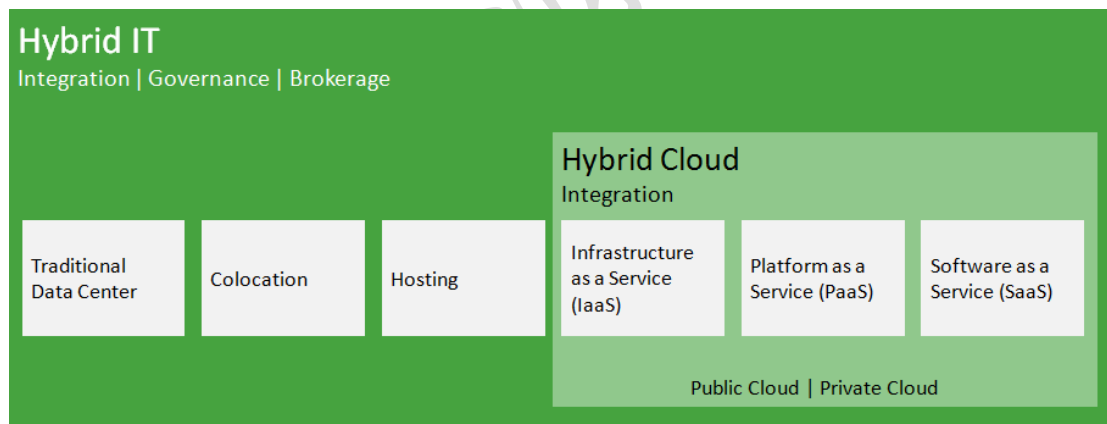 Hybrid IT
Integration | Governance | Brokerage
Hybrid Cloud
Integration
Traditional
Data Center
Colocation
Hosting
Infrastructure
as a Service
(IaaS)
Platform as a
Service (PaaS)
Software as a
Service (SaaS)
Public Cloud | Private Cloud